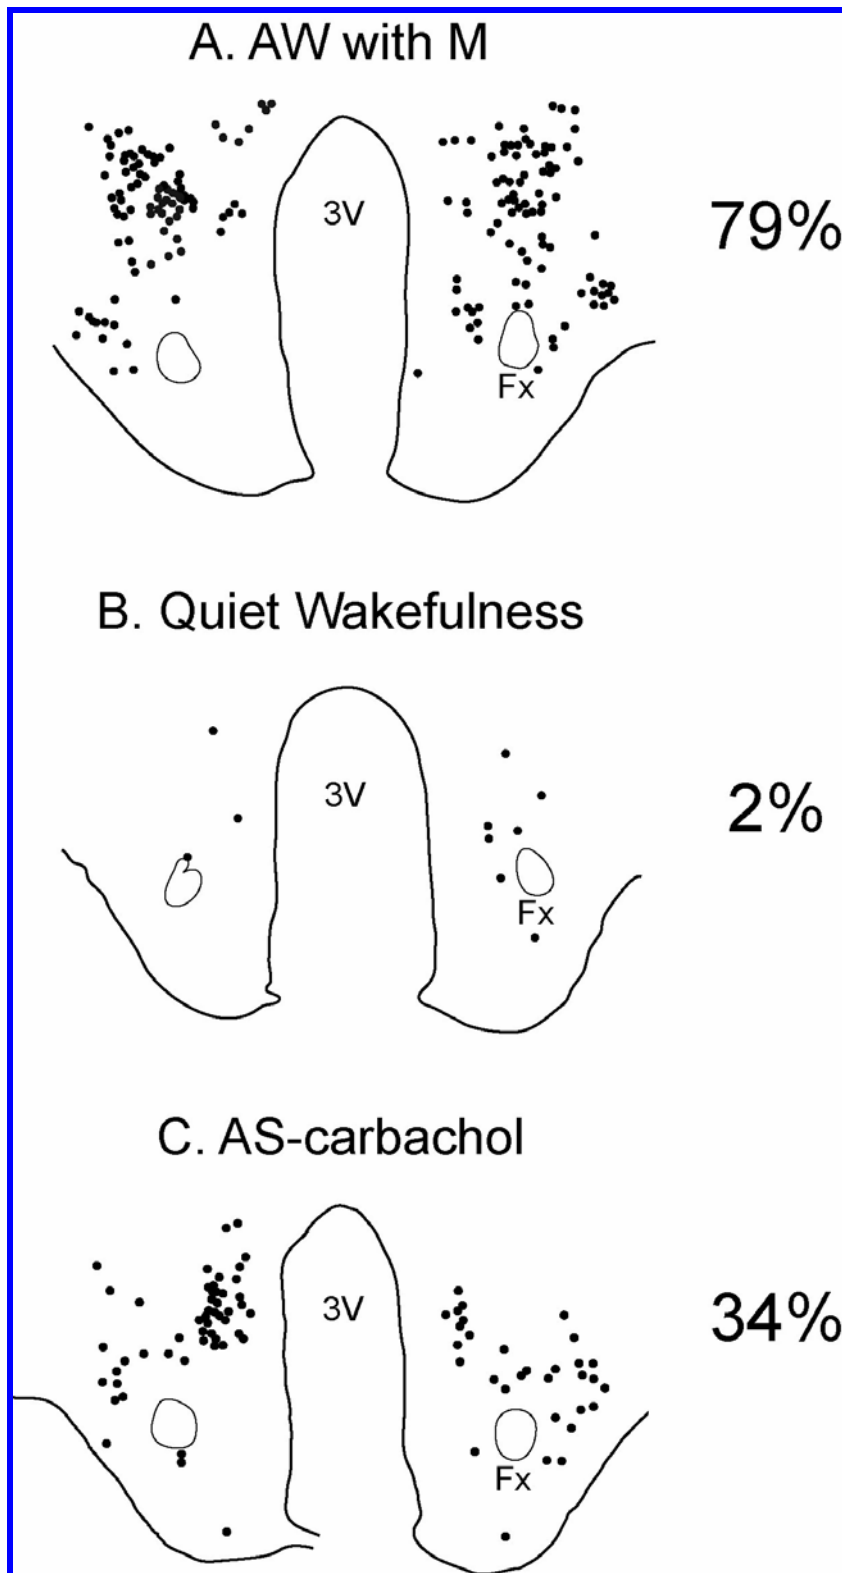 A. AW with M
3V
79%
Fx
B. Quiet Wakefulness
3V
2%
Fx
C. AS-carbachol
3V
34%
Fx